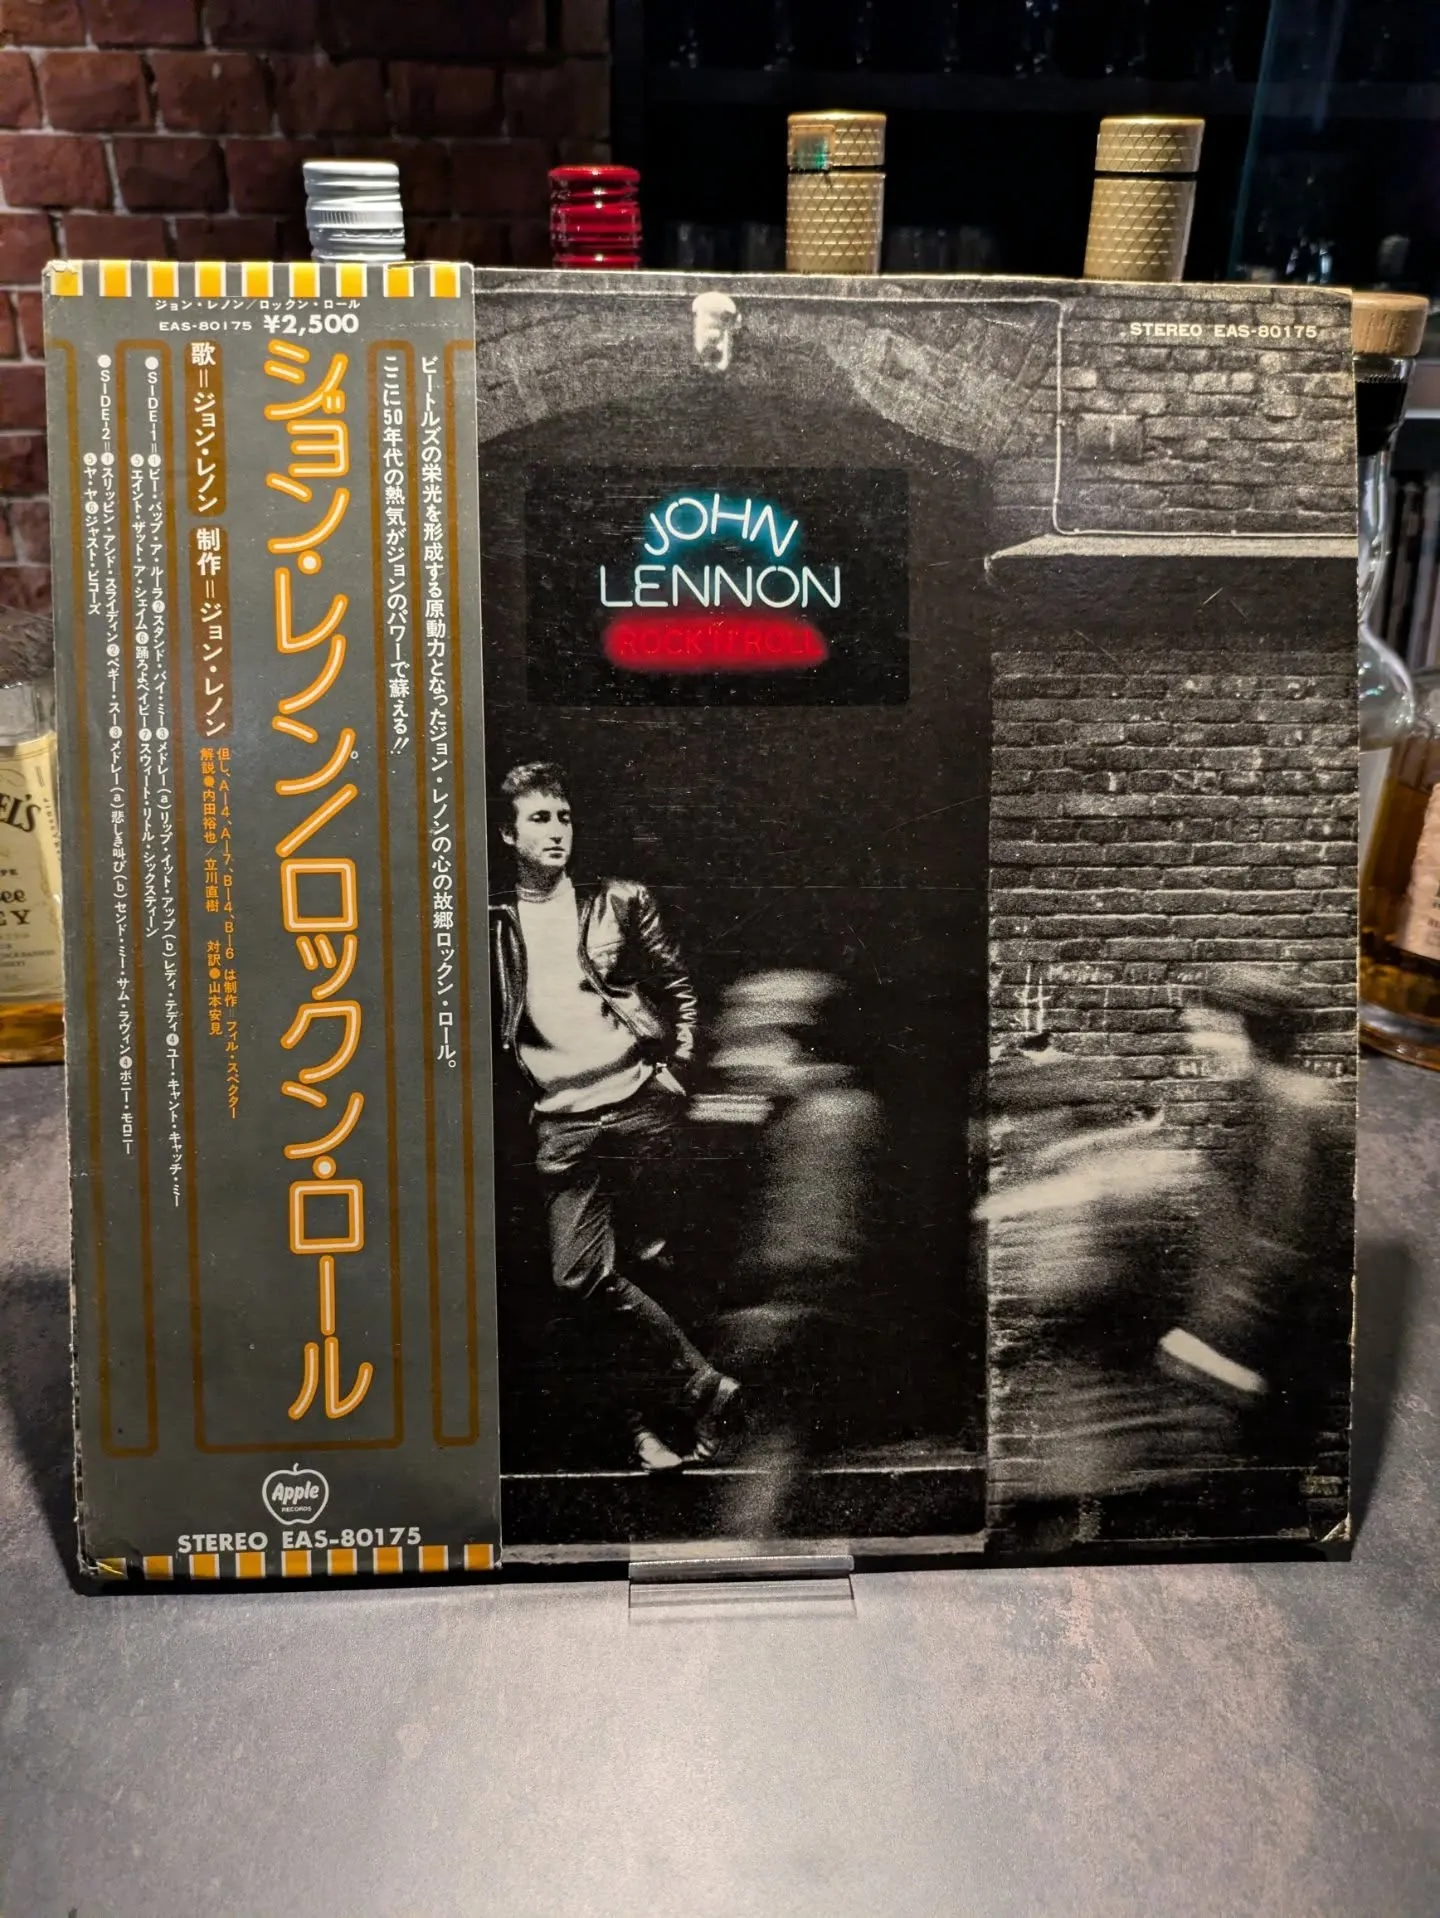 ジョン・レノン/ロックン・ロール
EAS-80175 ¥2,500
ビートルズの栄光を形成する原動力となったジョン・レノンの心の故郷ロックン・ロール。
ここに50年代の熱気がジョンのパワーで蘇える!!
ジョン・レノン/ロックン・ロール
歌=ジョン・レノン 制作=ジョン・レノン
但し、A-4、A-7、B-4、B-6は制作=フィル・スペクター
解説●内田裕也/立川直樹 対訳●山本安見
●SIDE-1=❶ビー・バップ・ア・ルーラ❷スタンド・バイ・ミー❸メドレー(a)リップ・イット・アップ(b)レディ・テディ❹ユー・キャント・キャッチ・ミー
❺エイント・ザット・ア・シェイム❻踊ろよベイビー❼スウィート・リトル・シックスティーン
●SIDE-2=❶スリッピン・アンド・スライディン❷ペギー・スー❸メドレー(a)悲しき叫び(b)センド・ミー・サム・ラヴィン❹ボニー・モロニー
❺ヤ・ヤ❻ジャスト・ビコーズ
Apple
RECORDS
STEREO EAS-80175
STEREO EAS-80175
JOHN
LENNON
ROCK 'N' ROLL